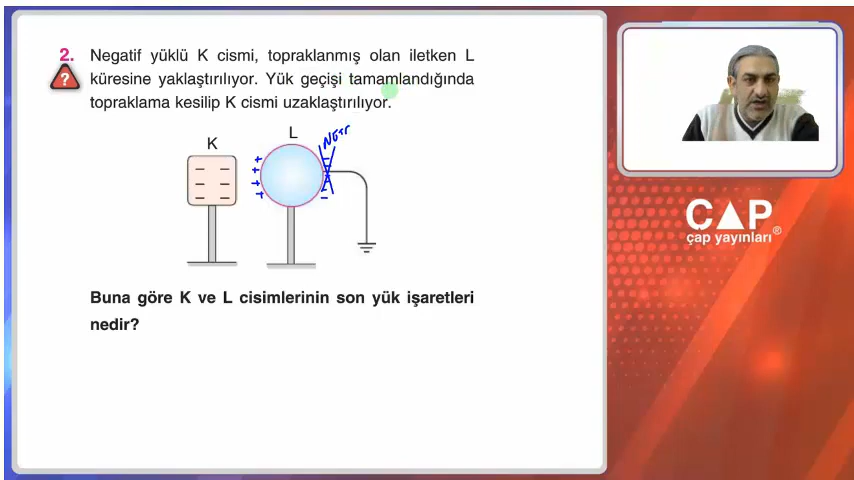 2. Negatif yüklü K cismi, topraklanmış olan iletken L
küresine yaklaştırılıyor. Yük geçişi tamamlandığında
topraklama kesilip K cismi uzaklaştırılıyor.
?
K
L
Nötr
Buna göre K ve L cisimlerinin son yük işaretleri
nedir?
ÇAP
çap yayınları®